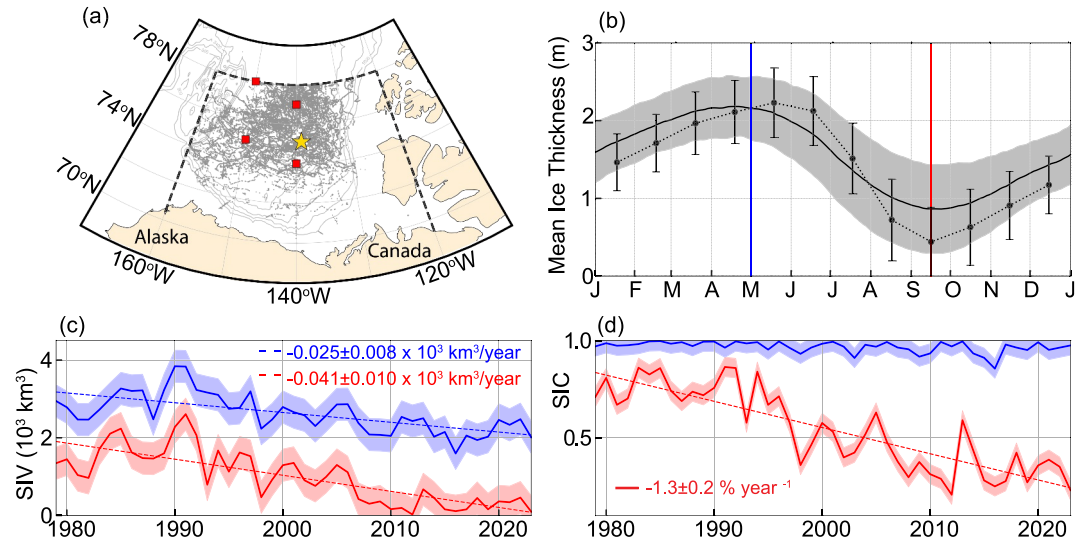 (a)
78°N
74°N
70°N
Alaska
Canada
160°W
140°W
120°W
(b)
Mean Ice Thickness (m)
3
2
1
0
J F M A M J J A S O N D J
(c)
SIV (10³ km³)
4
2
0
-0.025±0.008 x 10³ km³/year
-0.041±0.010 x 10³ km³/year
1980 1990 2000 2010 2020
(d)
SIC
1.0
0.5
-1.3±0.2 % year ⁻¹
1980 1990 2000 2010 2020